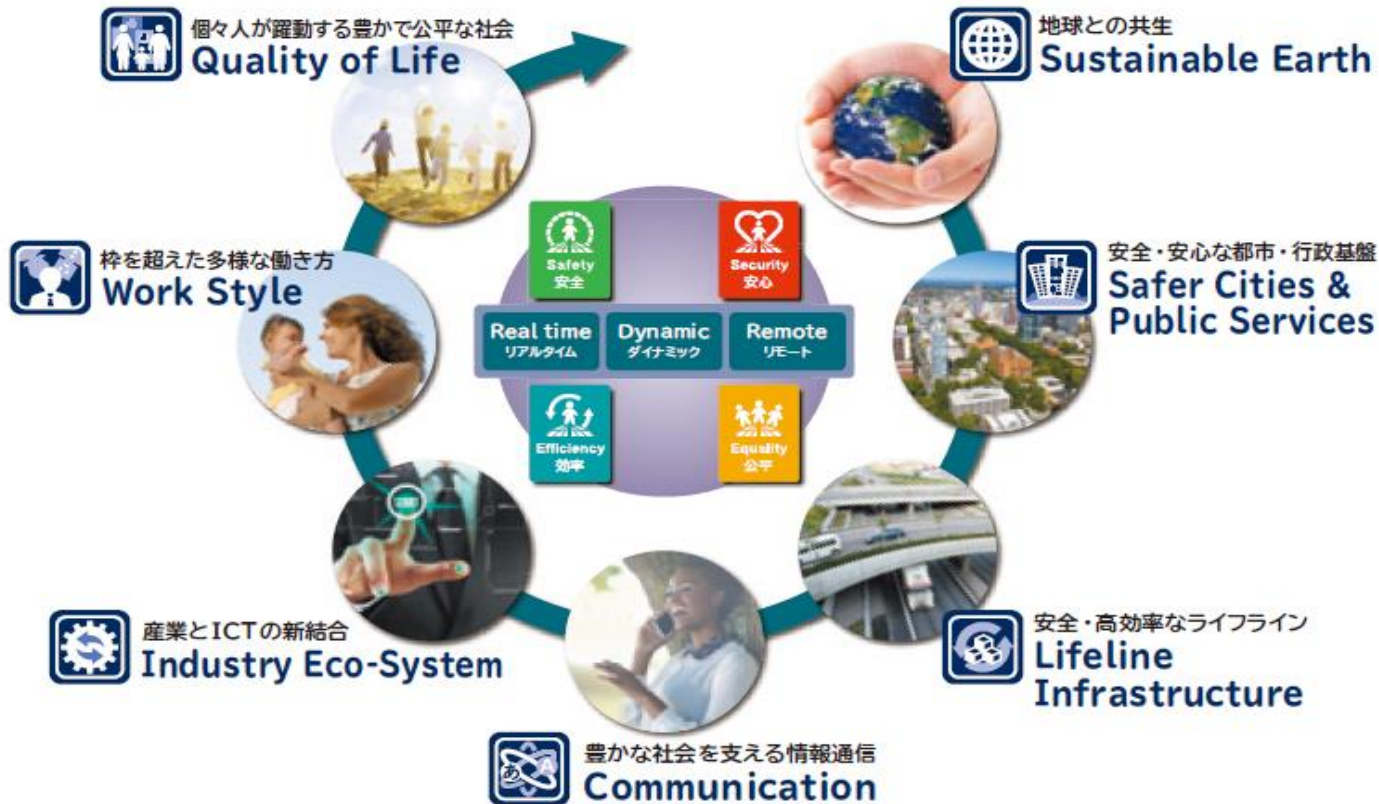 個々人が躍動する豊かで公平な社会
Quality of Life
地球との共生
Sustainable Earth
枠を超えた多様な働き方
Work Style
安全・安心な都市・行政基盤
Safer Cities &
Public Services
Safety
安全
Security
安心
Real time
リアルタイム
Dynamic
ダイナミック
Remote
リモート
Efficiency
効率
Equality
公平
産業とICTの新結合
Industry Eco-System
安全・高効率なライフライン
Lifeline
Infrastructure
豊かな社会を支える情報通信
Communication
あ
A